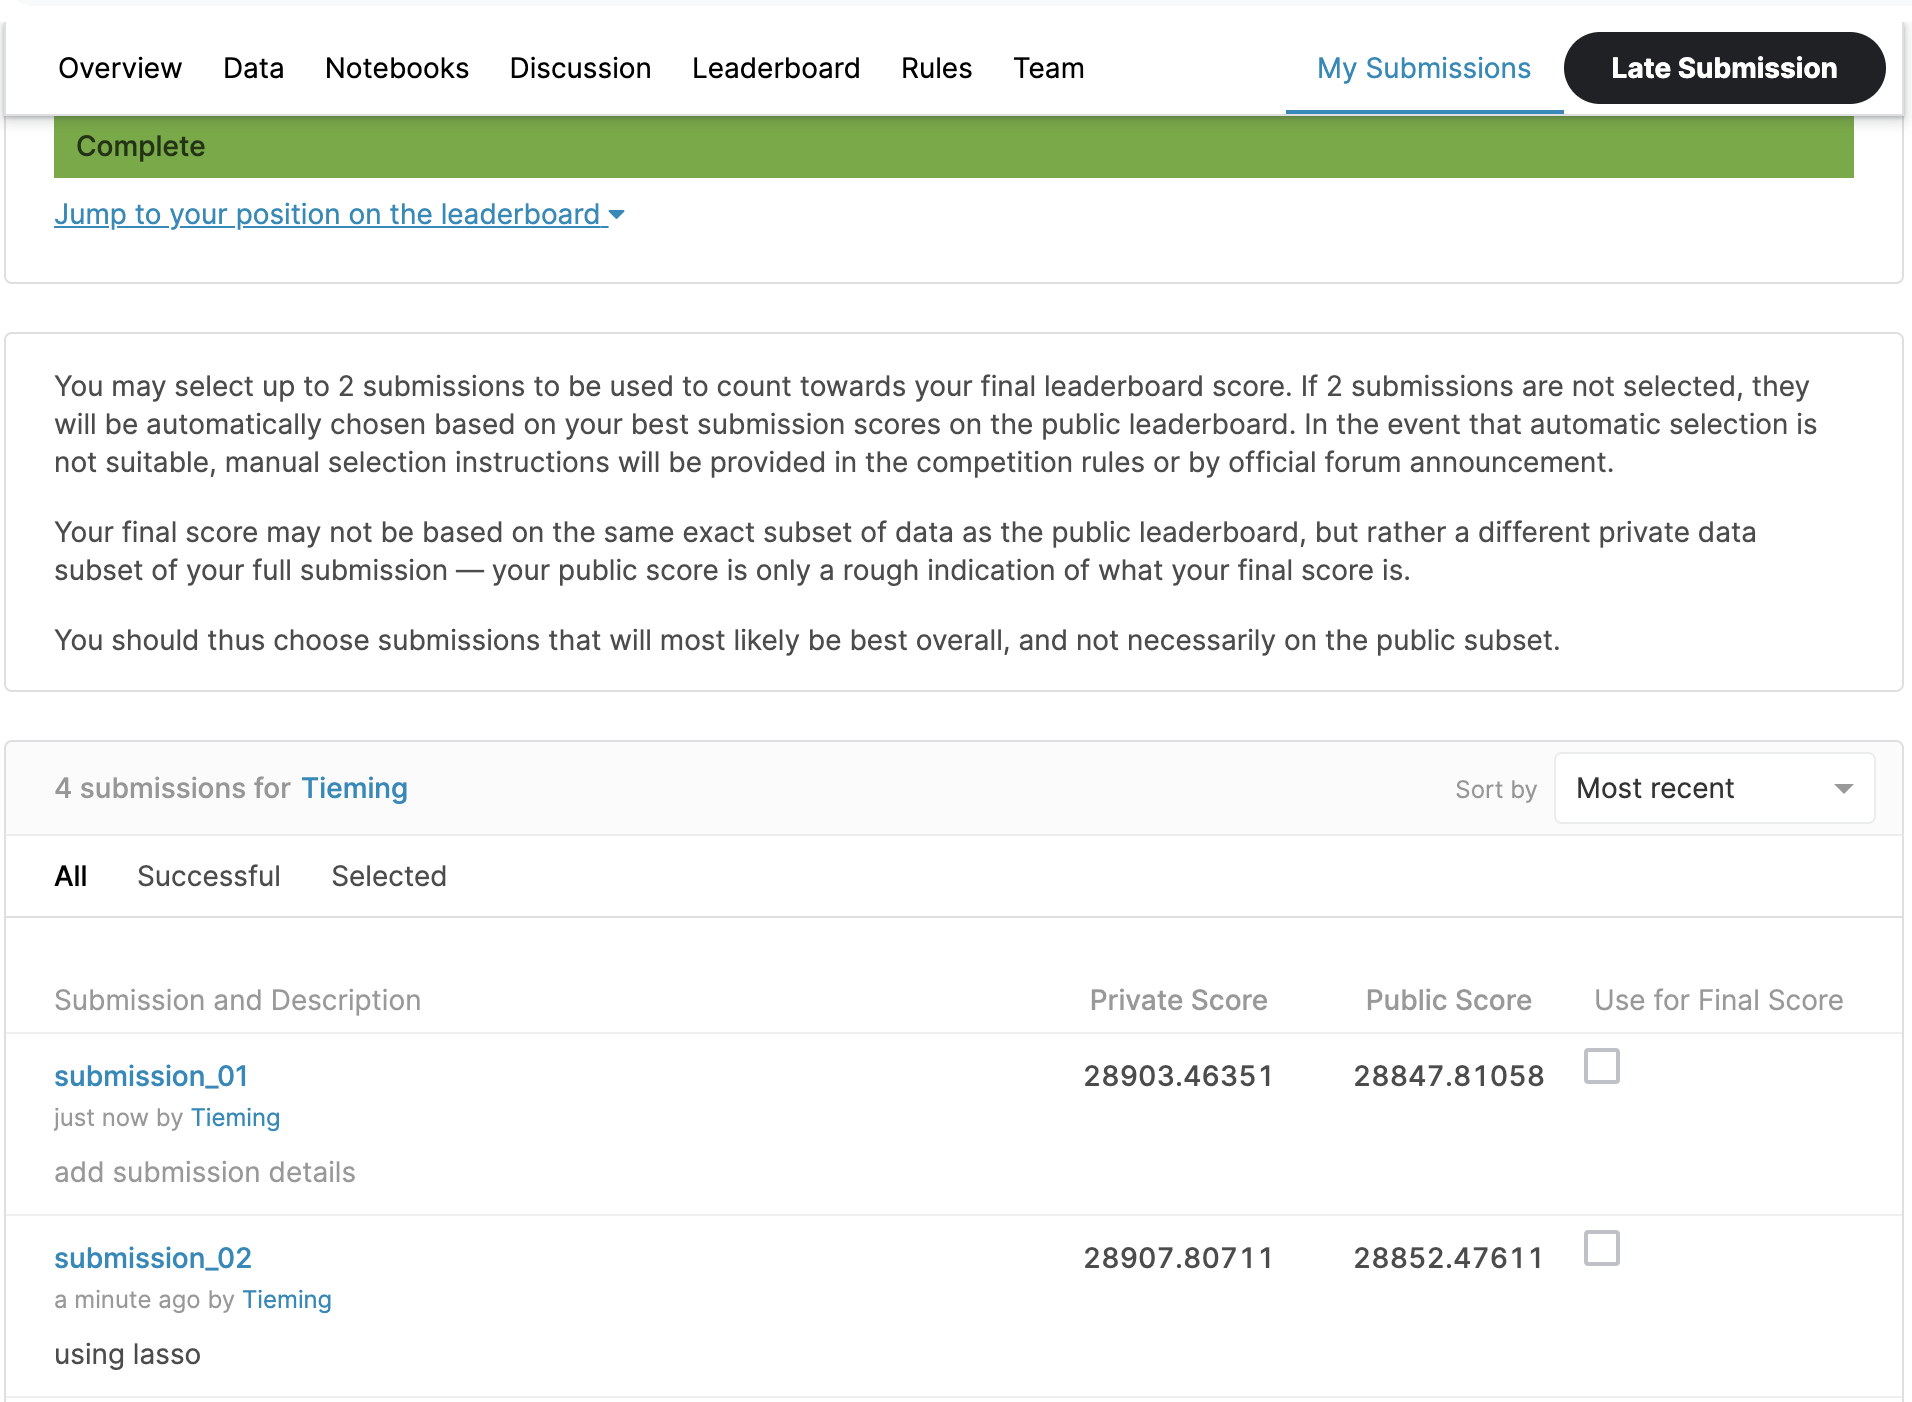 Overview Data Notebooks Discussion Leaderboard Rules Team My Submissions Late Submission
Complete
Jump to your position on the leaderboard
You may select up to 2 submissions to be used to count towards your final leaderboard score. If 2 submissions are not selected, they
will be automatically chosen based on your best submission scores on the public leaderboard. In the event that automatic selection is
not suitable, manual selection instructions will be provided in the competition rules or by official forum announcement.
Your final score may not be based on the same exact subset of data as the public leaderboard, but rather a different private data
subset of your full submission — your public score is only a rough indication of what your final score is.
You should thus choose submissions that will most likely be best overall, and not necessarily on the public subset.
4 submissions for Tieming Sort by Most recent
All Successful Selected
Submission and Description Private Score Public Score Use for Final Score
submission_01 28903.46351 28847.81058
just now by Tieming
add submission details
submission_02 28907.80711 28852.47611
a minute ago by Tieming
using lasso